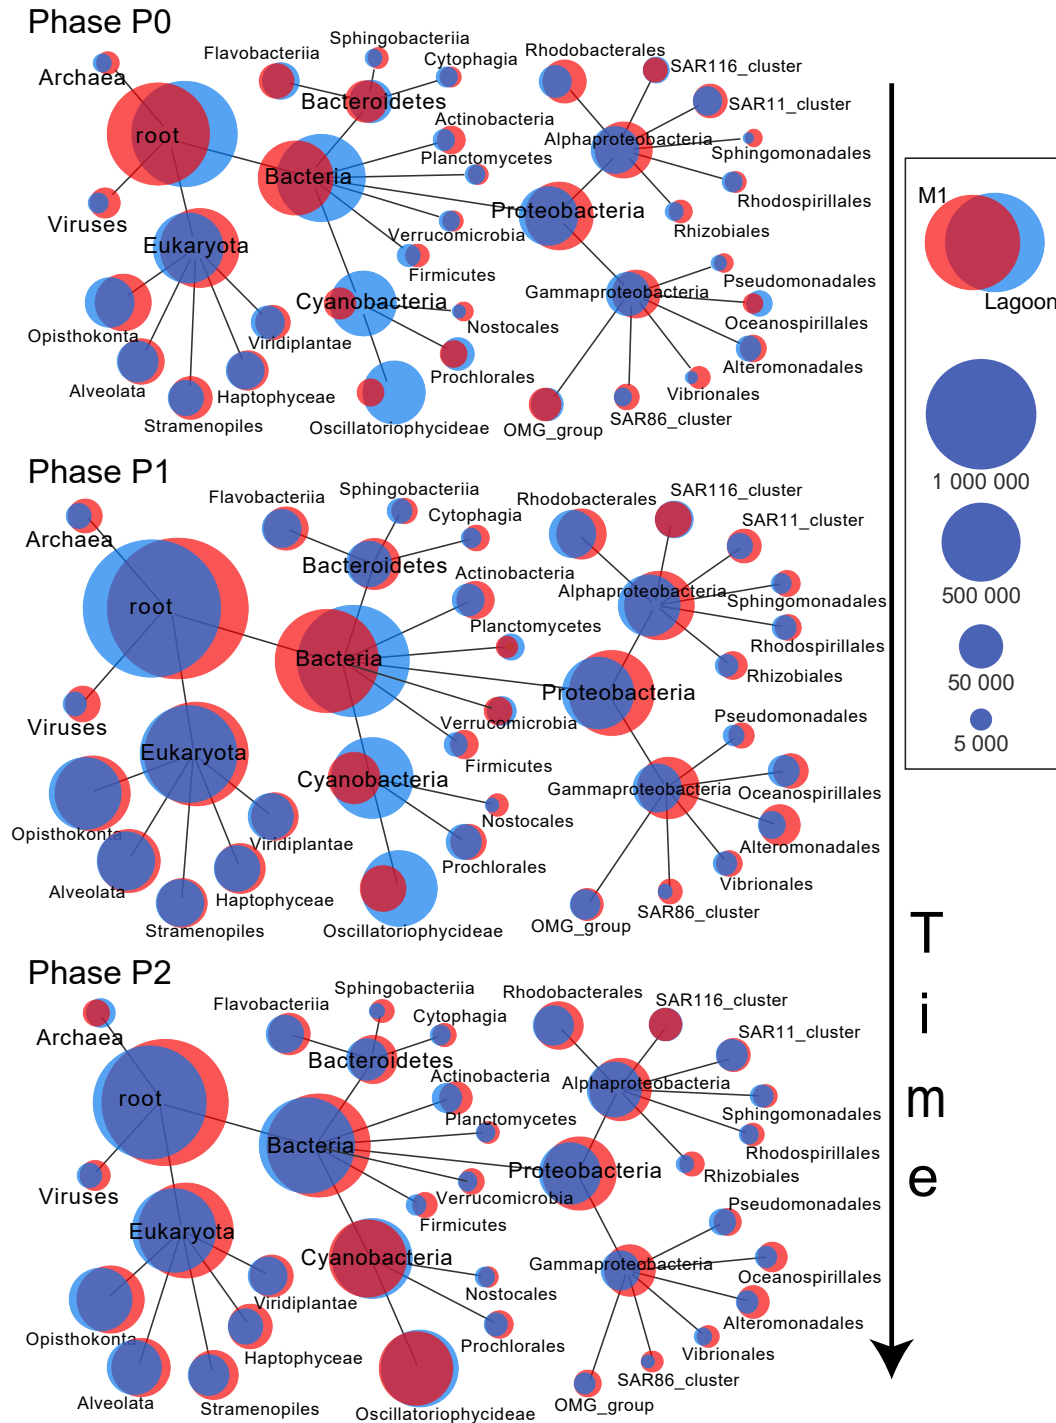 Phase P0
Sphingobacteriia
Flavobacteriia
Cytophagia
Rhodobacterales
SAR116_cluster
Archaea
Bacteroidetes
SAR11_cluster
Actinobacteria
root
Alphaproteobacteria
Sphingomonadales
Planctomycetes
Bacteria
Rhodospirillales
Viruses
Proteobacteria
Eukaryota
Verrucomicrobia
Rhizobiales
Firmicutes
Pseudomonadales
Gammaproteobacteria
Cyanobacteria
Nostocales
Oceanospirillales
Opisthokonta
Viridiplantae
Alteromonadales
Prochlorales
Alveolata
Haptophyceae
Vibrionales
Stramenopiles
Oscillatoriophycideae
OMG_group
SAR86_cluster
Phase P1
Sphingobacteriia
SAR116_cluster
Flavobacteriia
Rhodobacterales
Cytophagia
SAR11_cluster
Archaea
Bacteroidetes
Actinobacteria
Alphaproteobacteria
Sphingomonadales
root
Planctomycetes
Rhodospirillales
Bacteria
Rhizobiales
Proteobacteria
Viruses
Verrucomicrobia
Pseudomonadales
Eukaryota
Firmicutes
Cyanobacteria
Gammaproteobacteria
Oceanospirillales
Nostocales
Opisthokonta
Viridiplantae
Alteromonadales
Prochlorales
Alveolata
Haptophyceae
Vibrionales
Stramenopiles
Oscillatoriophycideae
OMG_group
SAR86_cluster
Phase P2
Sphingobacteriia
Flavobacteriia
Cytophagia
Rhodobacterales
SAR116_cluster
Archaea
Bacteroidetes
SAR11_cluster
Actinobacteria
Alphaproteobacteria
root
Planctomycetes
Sphingomonadales
Bacteria
Rhodospirillales
Proteobacteria
Rhizobiales
Viruses
Verrucomicrobia
Pseudomonadales
Eukaryota
Firmicutes
Cyanobacteria
Gammaproteobacteria
Oceanospirillales
Nostocales
Viridiplantae
Alteromonadales
Opisthokonta
Prochlorales
Haptophyceae
Vibrionales
Alveolata
Stramenopiles
SAR86_cluster
OMG_group
Oscillatoriophycideae
M1
Lagoon
1 000 000
500 000
50 000
5 000
T
i
m
e